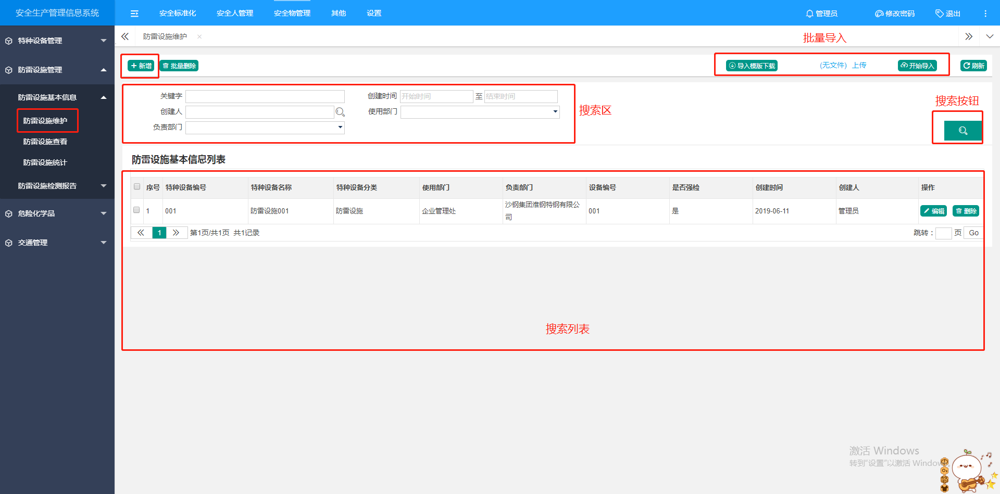 安全生产管理信息系统
安全标准化 安全人管理 安全物管理 其他 设置 管理员 修改密码 退出
特种设备管理
防雷设施管理
防雷设施基本信息
防雷设施维护
防雷设施查看
防雷设施统计
防雷设施检测报告
危险化学品
交通管理
防雷设施维护 ×
批量导入
+ 新增 批量删除 导入模版下载 (无文件) 上传 开始导入 刷新
关键字 创建时间 开始时间 至 结束时间
创建人 使用部门
负责部门
搜索区
搜索按钮
防雷设施基本信息列表
序号 特种设备编号 特种设备名称 特种设备分类 使用部门 负责部门 设备编号 是否强检 创建时间 创建人 操作
1 001 防雷设施001 防雷设施 企业管理处 沙钢集团淮钢特钢有限公
司 001 是 2019-06-11 管理员 编辑 删除
1 第1页/共1页 共1记录 跳转： 页 Go
搜索列表
激活 Windows
转到"设置"以激活 Windows。
中
简